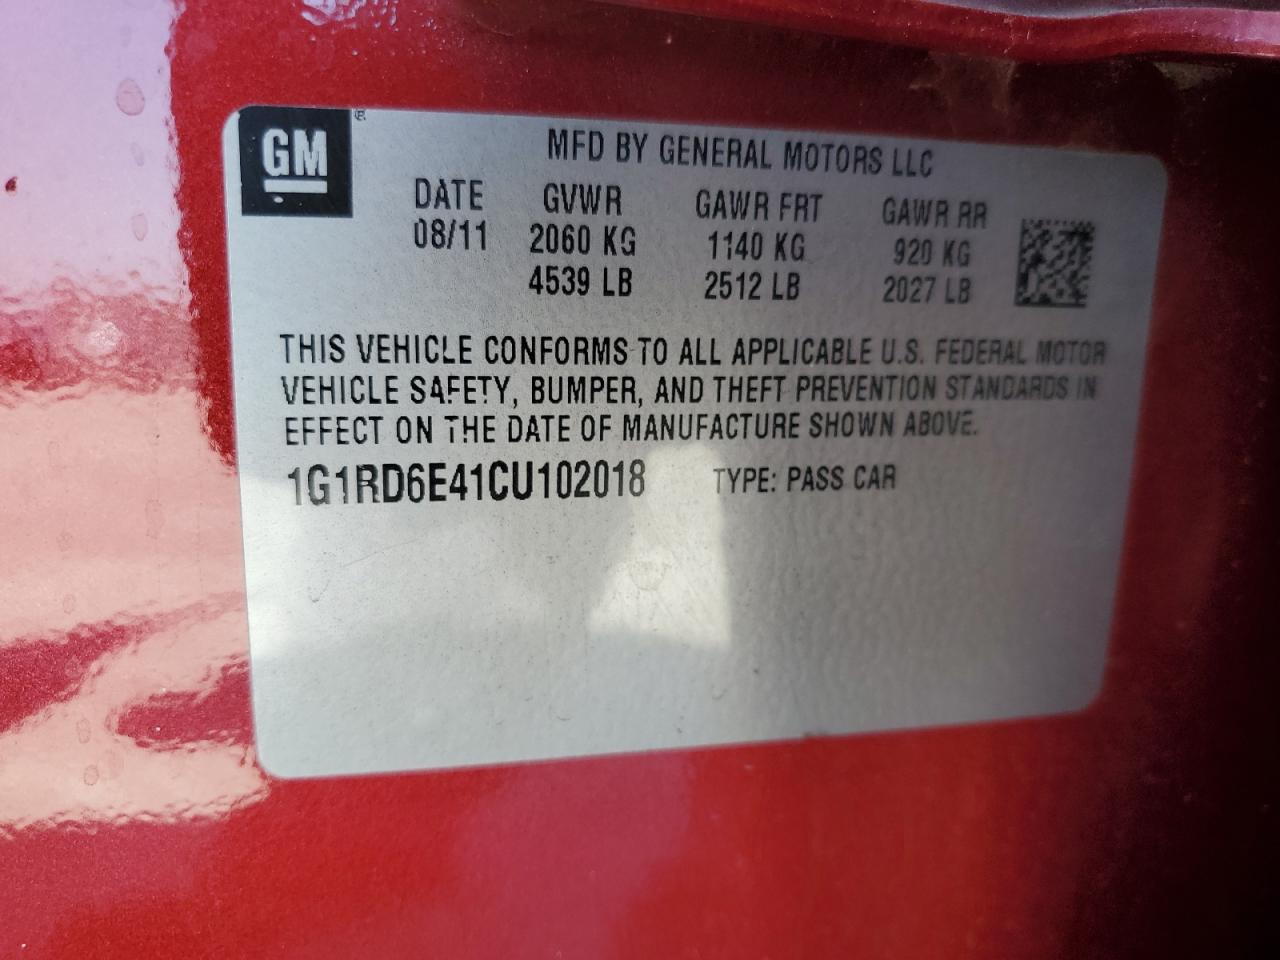 GM
MFD BY GENERAL MOTORS LLC
DATE GVWR GAWR FRT GAWR RR
08/11 2060 KG 1140 KG 920 KG
4539 LB 2512 LB 2027 LB
THIS VEHICLE CONFORMS TO ALL APPLICABLE U.S. FEDERAL MOTOR
VEHICLE SAFETY, BUMPER, AND THEFT PREVENTION STANDARDS IN
EFFECT ON THE DATE OF MANUFACTURE SHOWN ABOVE.
1G1RD6E41CU102018 TYPE: PASS CAR